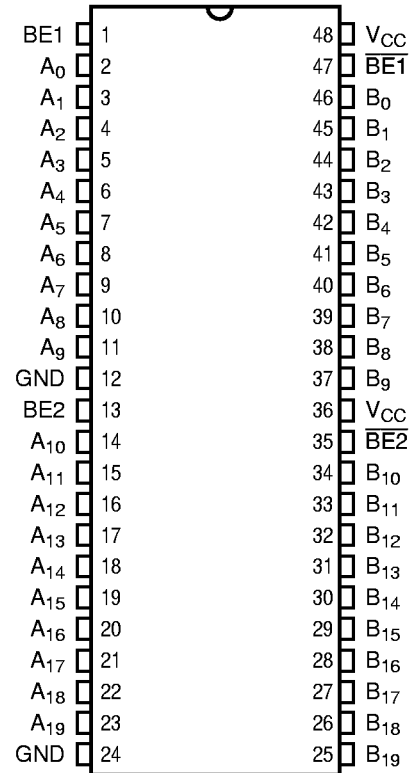 BE1 1 48 VCC
A0 2 47 B̅E̅1̅
A1 3 46 B0
A2 4 45 B1
A3 5 44 B2
A4 6 43 B3
A5 7 42 B4
A6 8 41 B5
A7 9 40 B6
A8 10 39 B7
A9 11 38 B8
GND 12 37 B9
BE2 13 36 VCC
A10 14 35 B̅E̅2̅
A11 15 34 B10
A12 16 33 B11
A13 17 32 B12
A14 18 31 B13
A15 19 30 B14
A16 20 29 B15
A17 21 28 B16
A18 22 27 B17
A19 23 26 B18
GND 24 25 B19